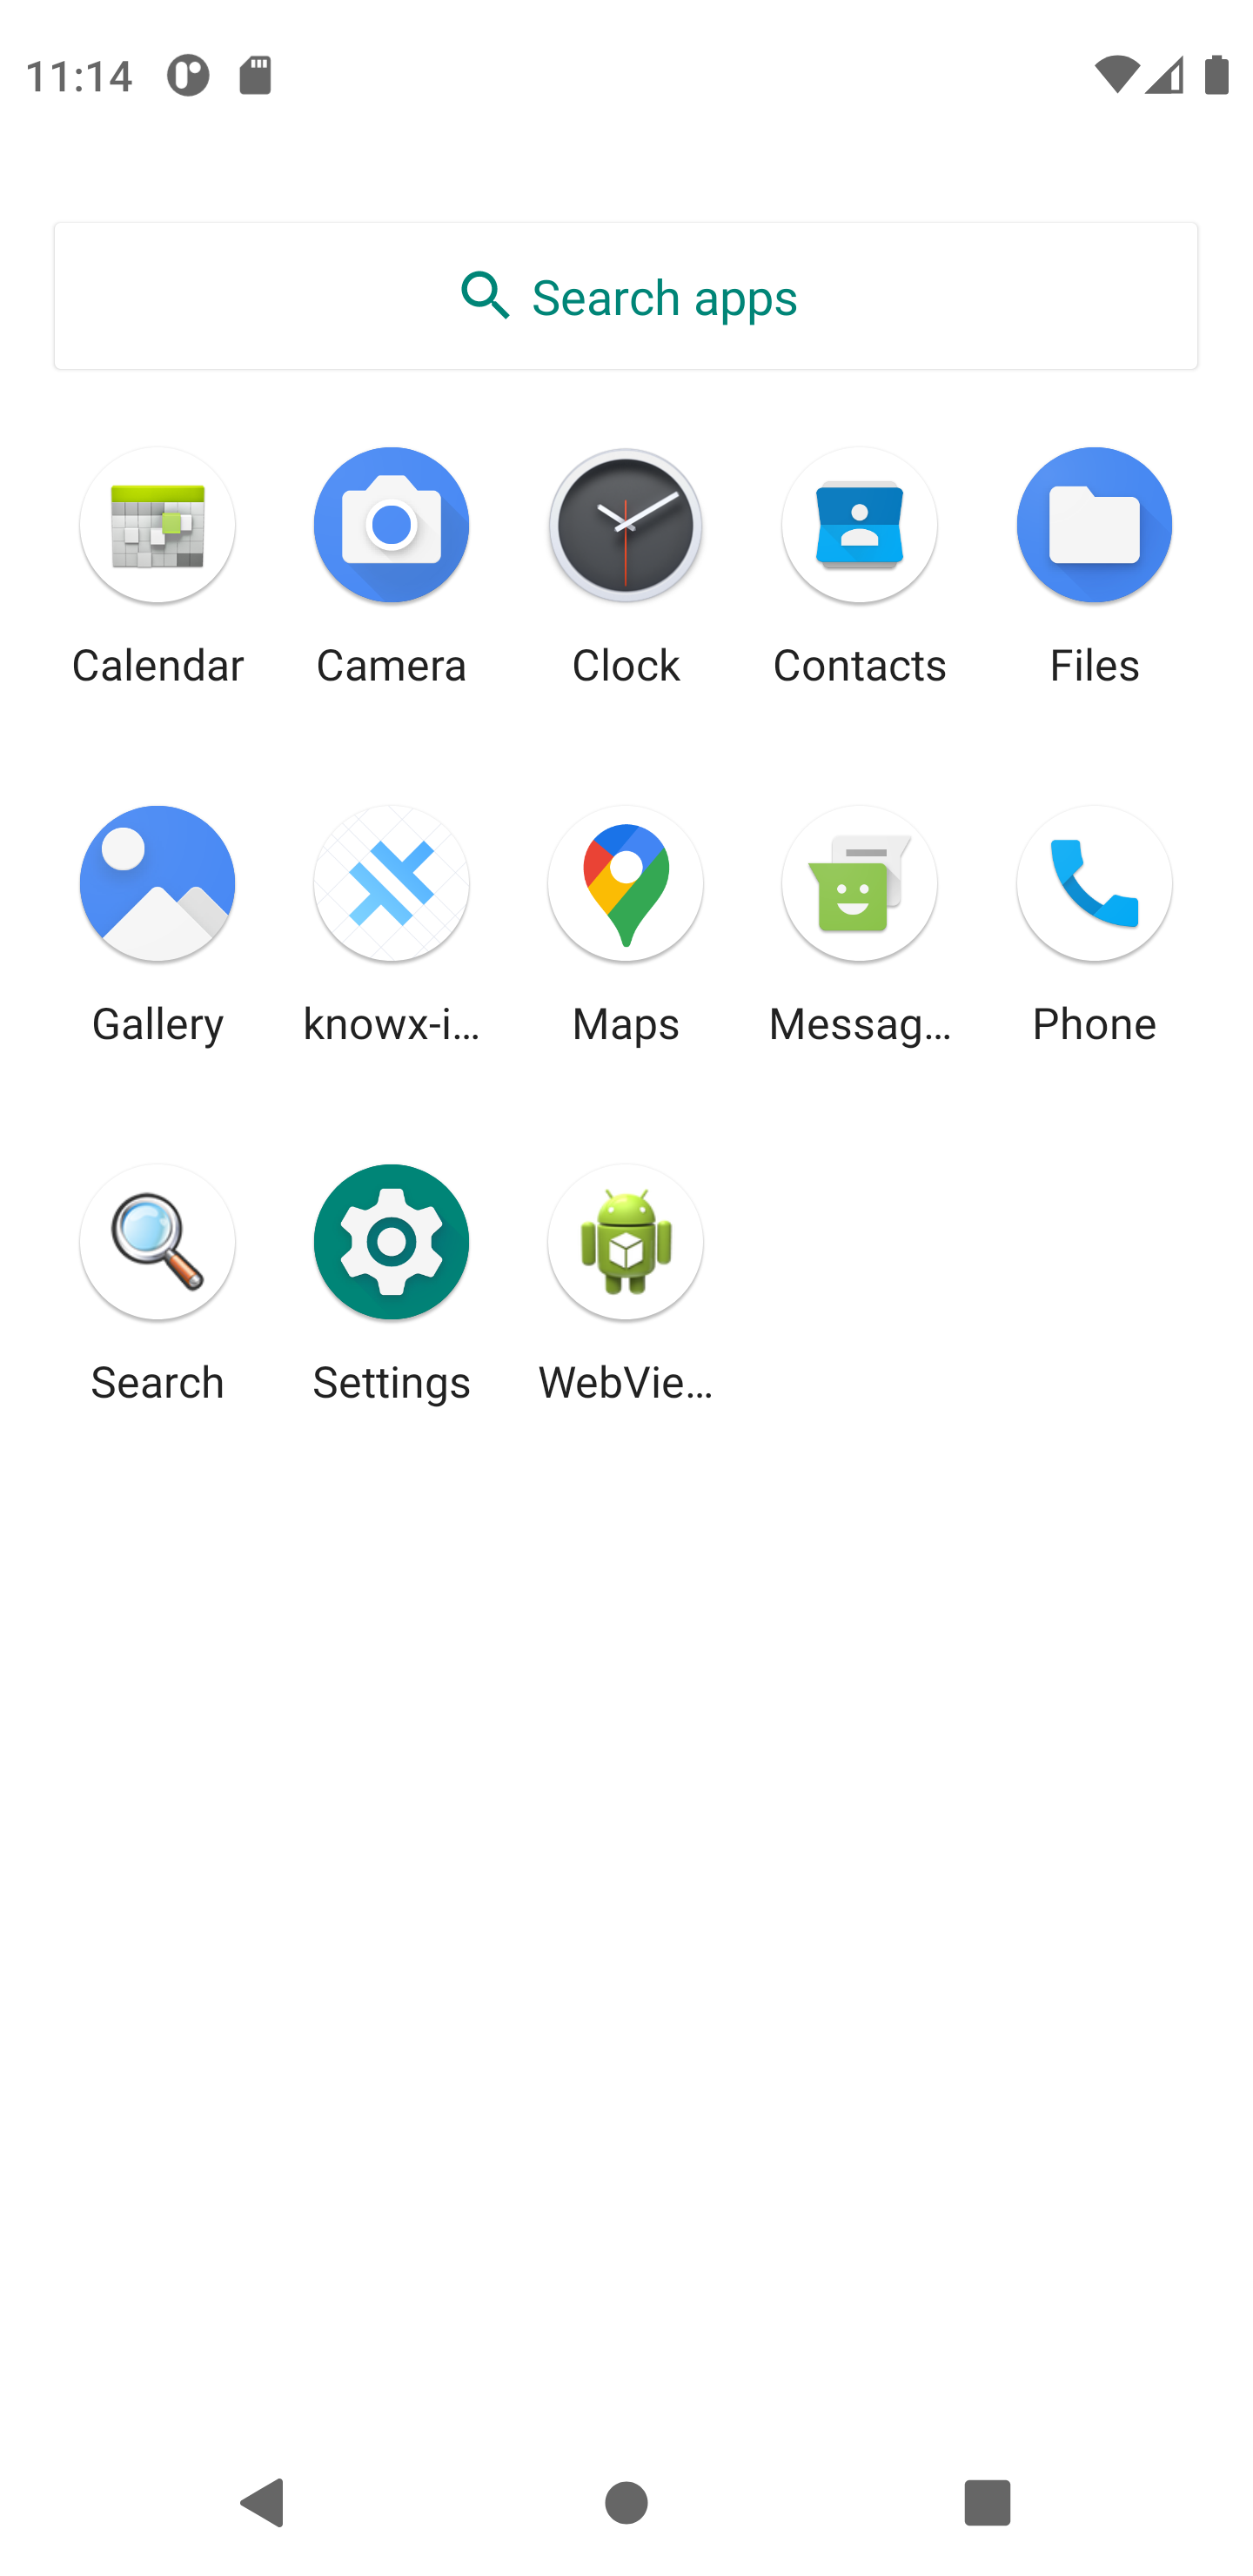 11:14
Search apps
Calendar Camera Clock Contacts Files
Gallery knowx-i… Maps Messag… Phone
Search Settings WebVie…